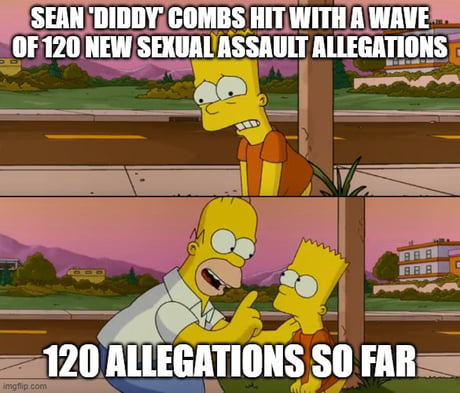 SEAN 'DIDDY' COMBS HIT WITH A WAVE
OF 120 NEW SEXUAL ASSAULT ALLEGATIONS
120 ALLEGATIONS SO FAR
imgflip.com